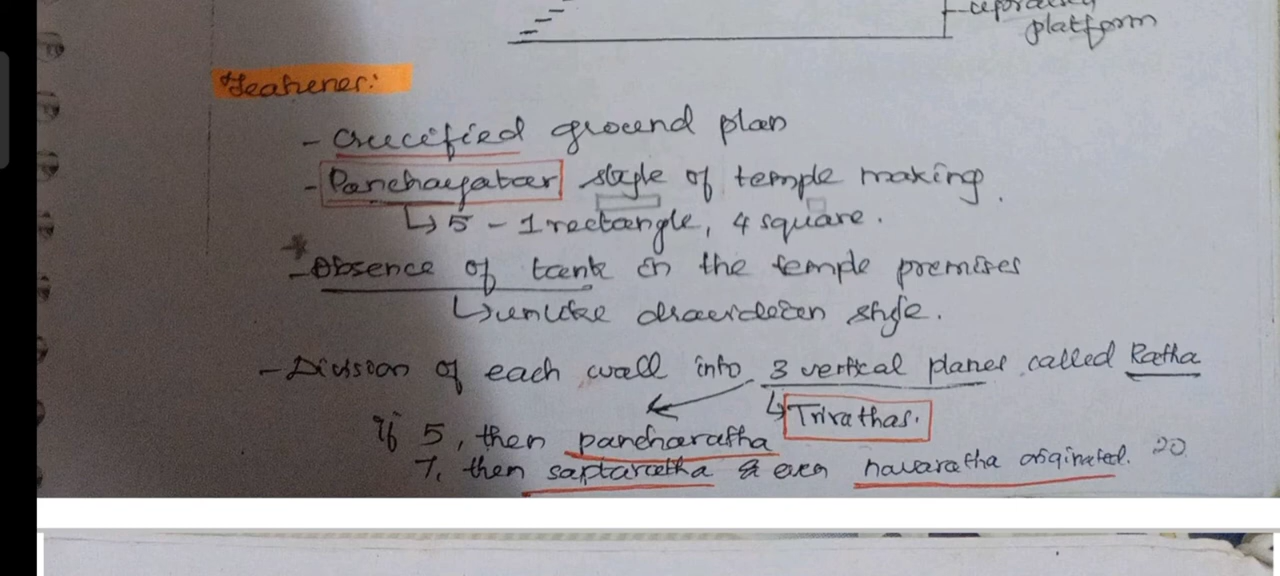 platform
Features:
- Crucified ground plan
- Panchayatan style of temple making.
↳ 5 - 1 rectangle, 4 square.
* - Absence of tank in the temple premises
↳ unlike dravidian style.
- Division of each wall into 3 vertical planes called Ratha
↳ Trirathas.
If 5, then pancharatha
7, then saptaratha & even navaratha originated. 20